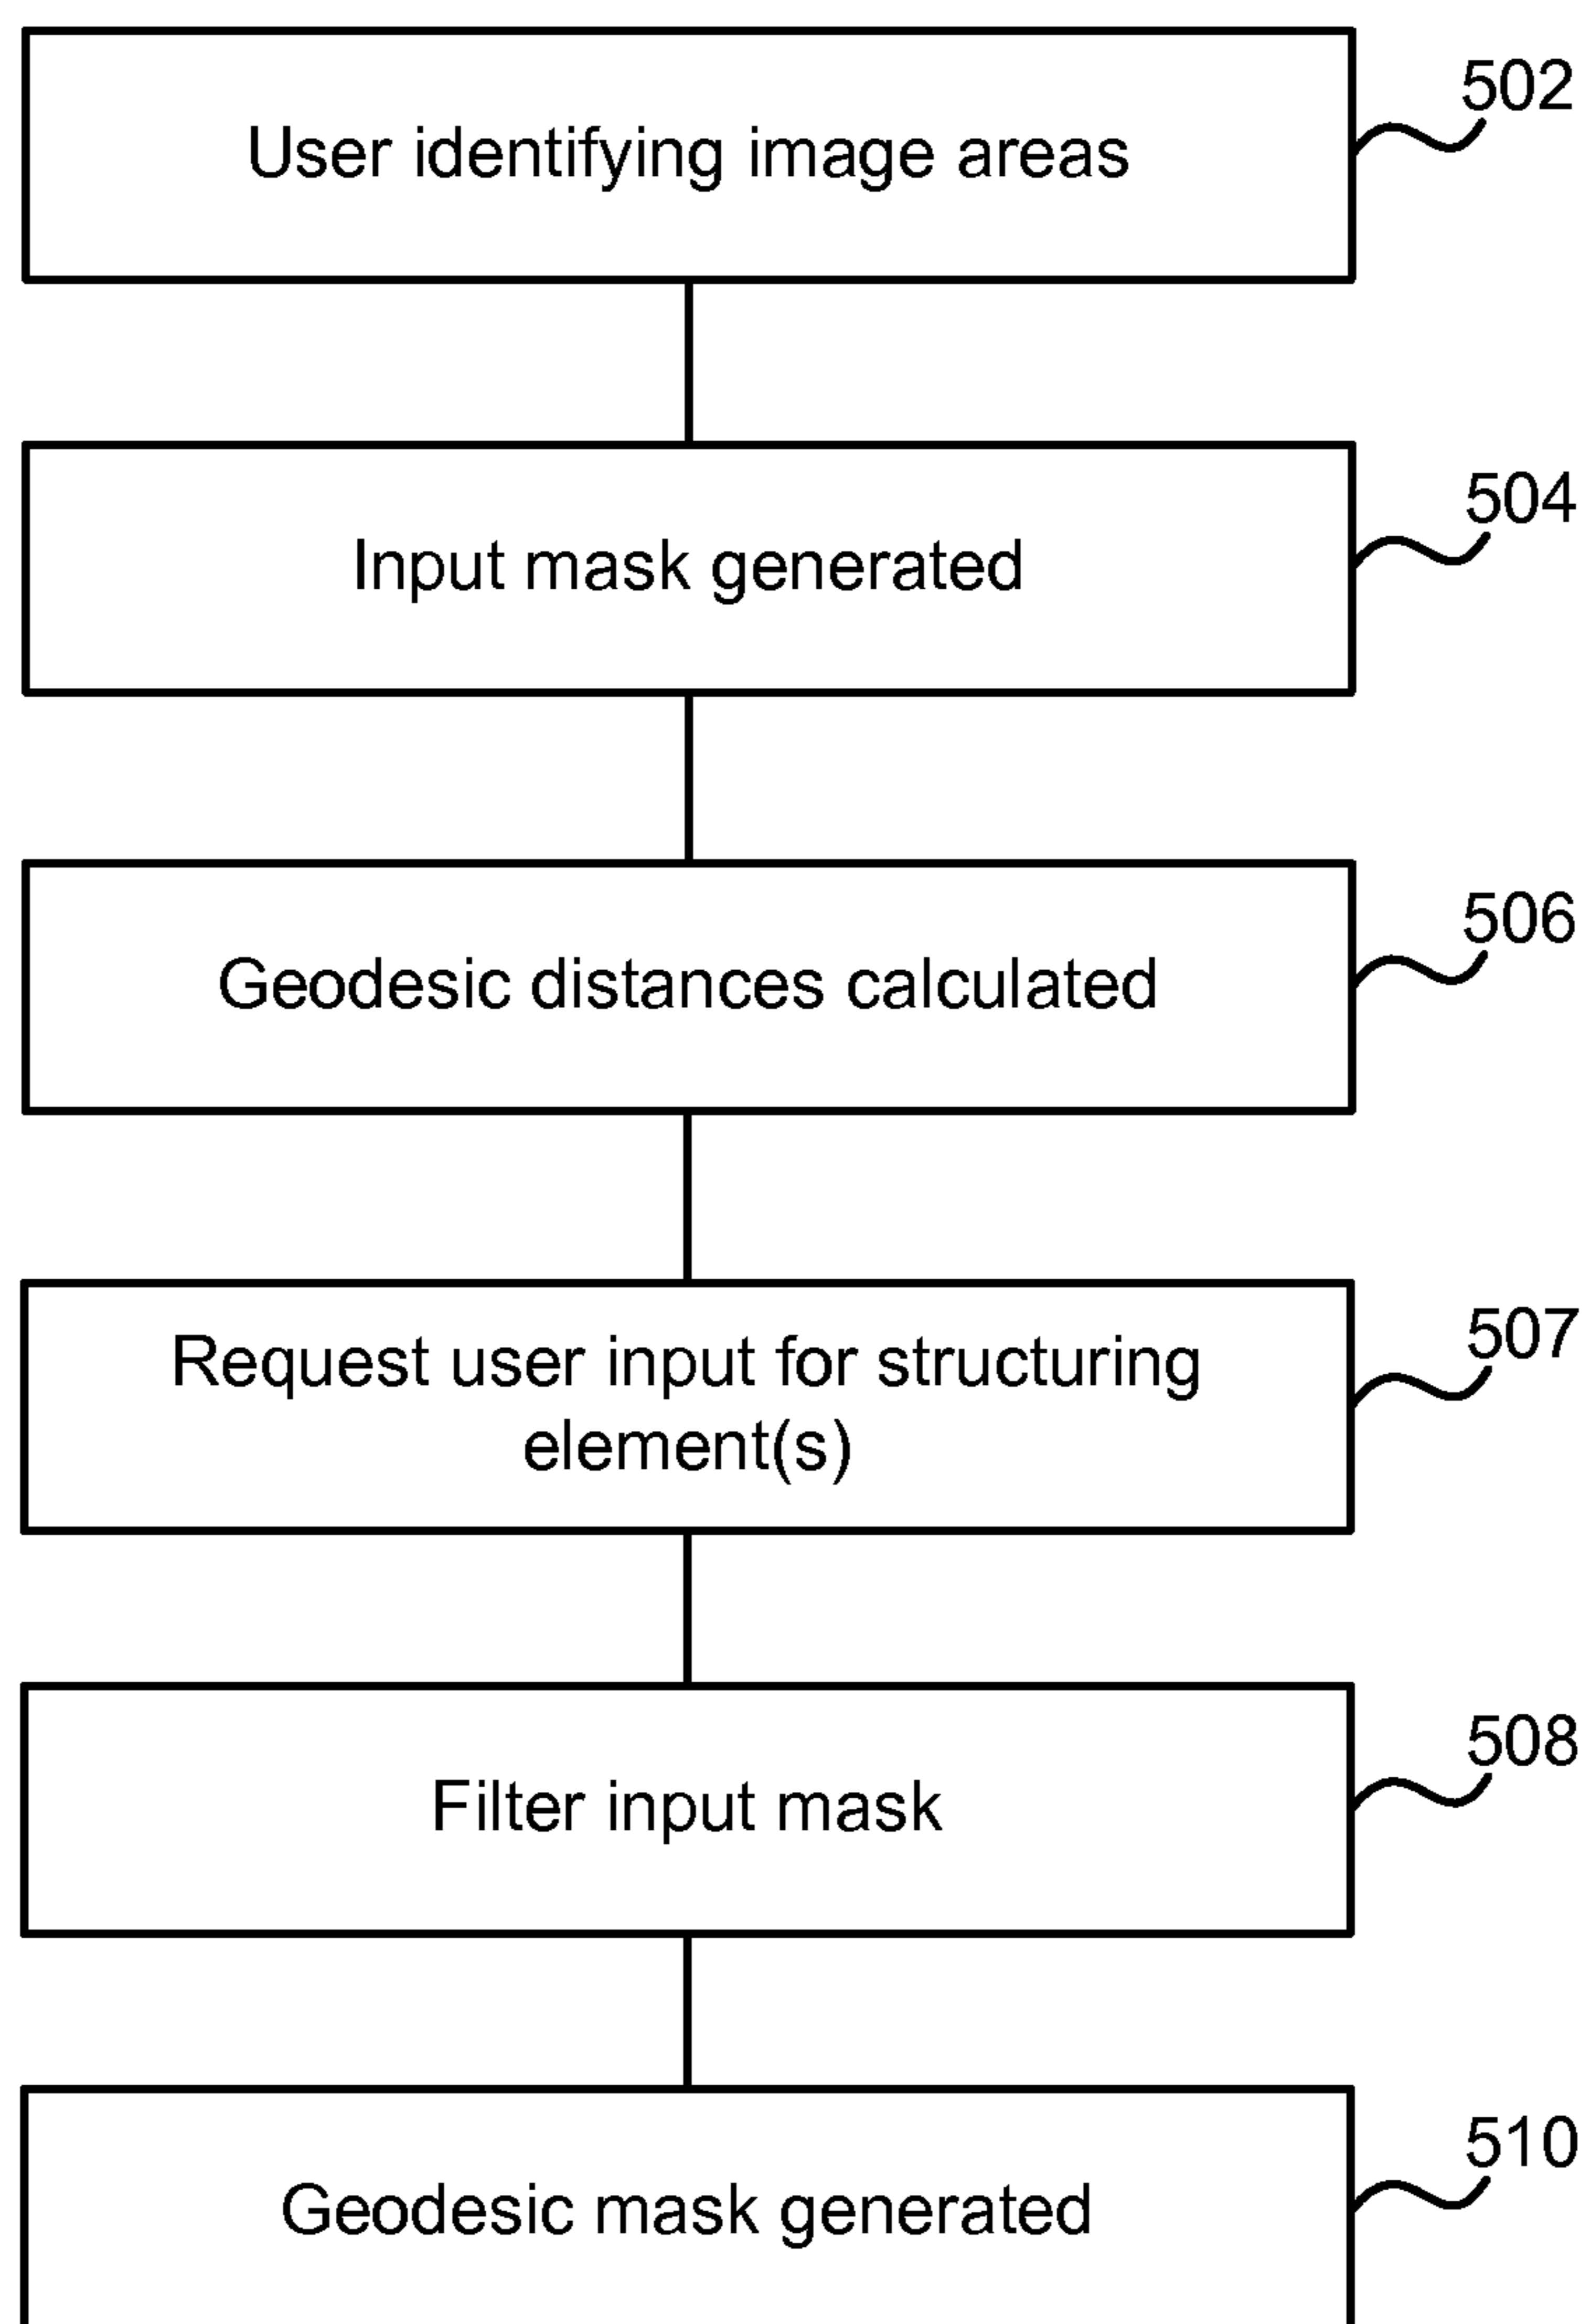 502
User identifying image areas
504
Input mask generated
506
Geodesic distances calculated
507
Request user input for structuring
element(s)
508
Filter input mask
510
Geodesic mask generated